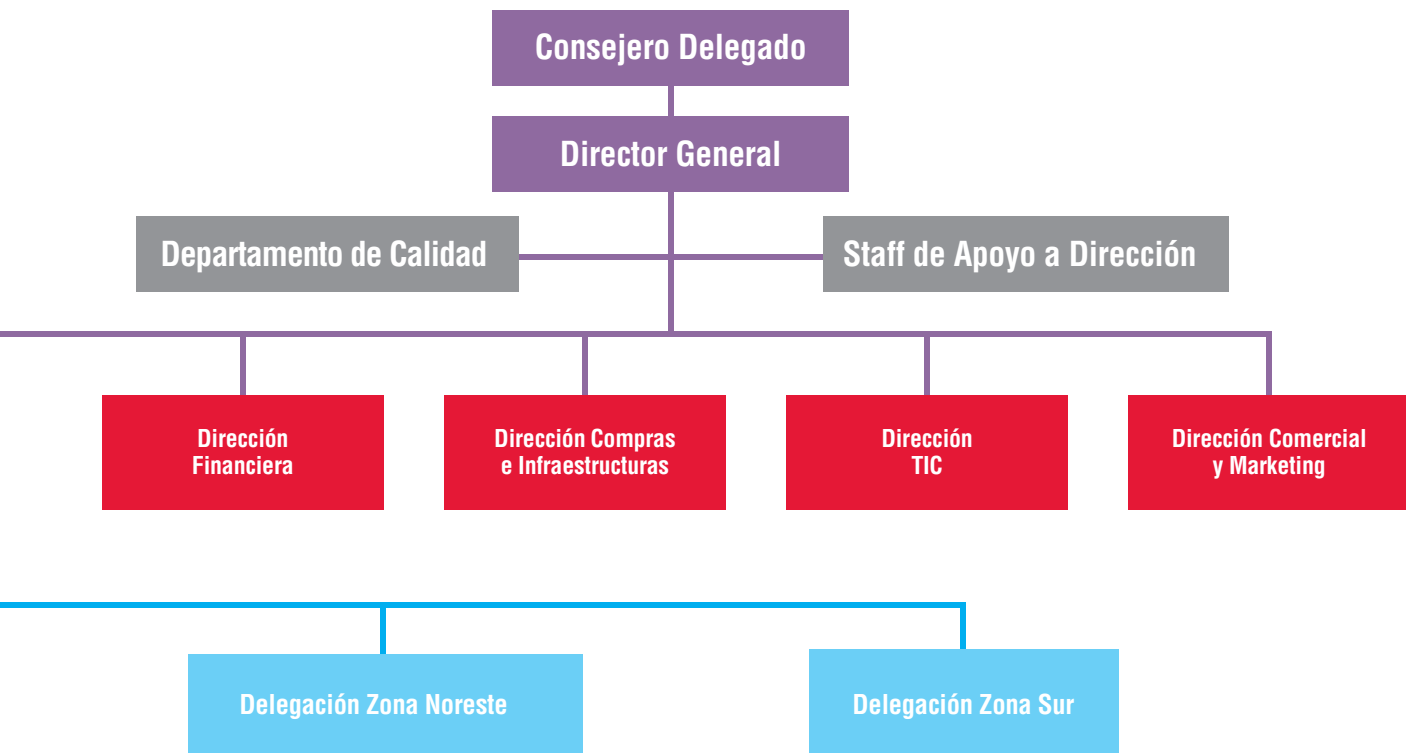 Consejero Delegado
Director General
Departamento de Calidad
Staff de Apoyo a Dirección
Dirección
Financiera
Dirección Compras
e Infraestructuras
Dirección
TIC
Dirección Comercial
y Marketing
Delegación Zona Noreste
Delegación Zona Sur